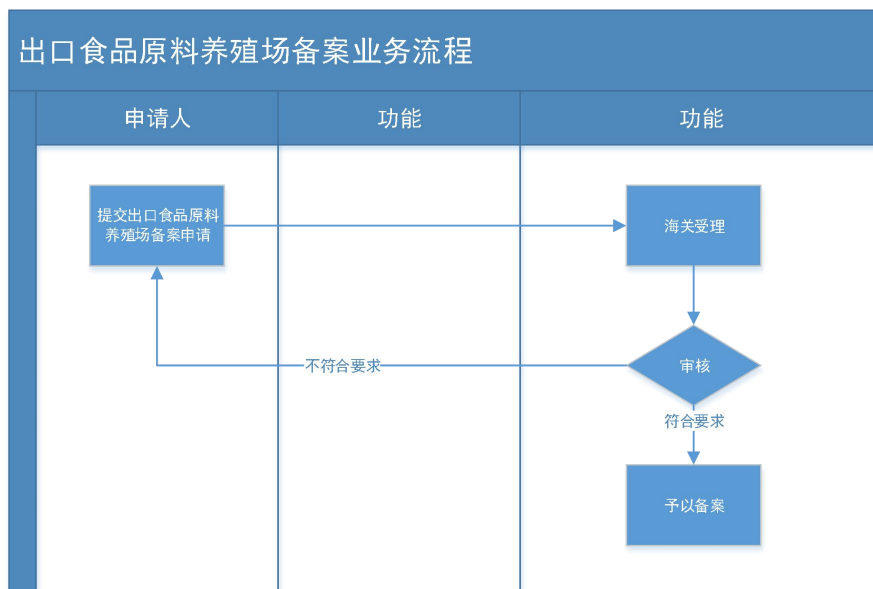 出口食品原料养殖场备案业务流程
申请人
功能
功能
提交出口食品原料
养殖场备案申请
海关受理
审核
不符合要求
符合要求
予以备案